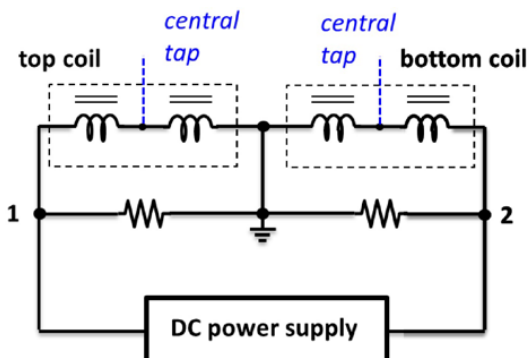 central
tap
central
tap
top coil
bottom coil
1
2
DC power supply